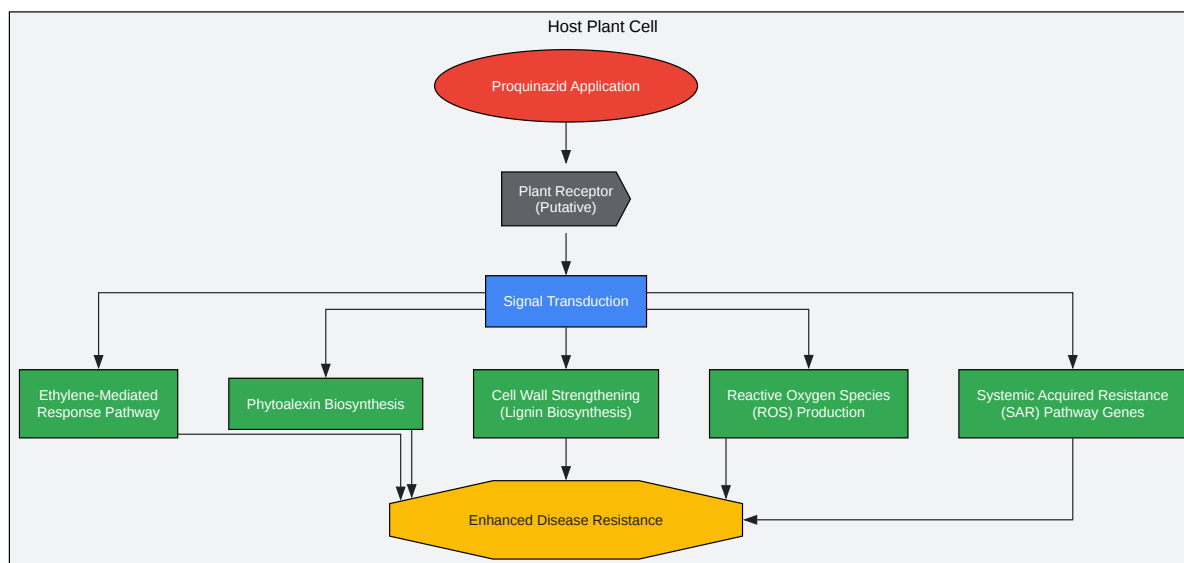 Host Plant Cell
Proquinazid Application
Plant Receptor
(Putative)
Signal Transduction
Ethylene-Mediated
Response Pathway
Phytoalexin Biosynthesis
Cell Wall Strengthening
(Lignin Biosynthesis)
Reactive Oxygen Species
(ROS) Production
Systemic Acquired Resistance
(SAR) Pathway Genes
Enhanced Disease Resistance